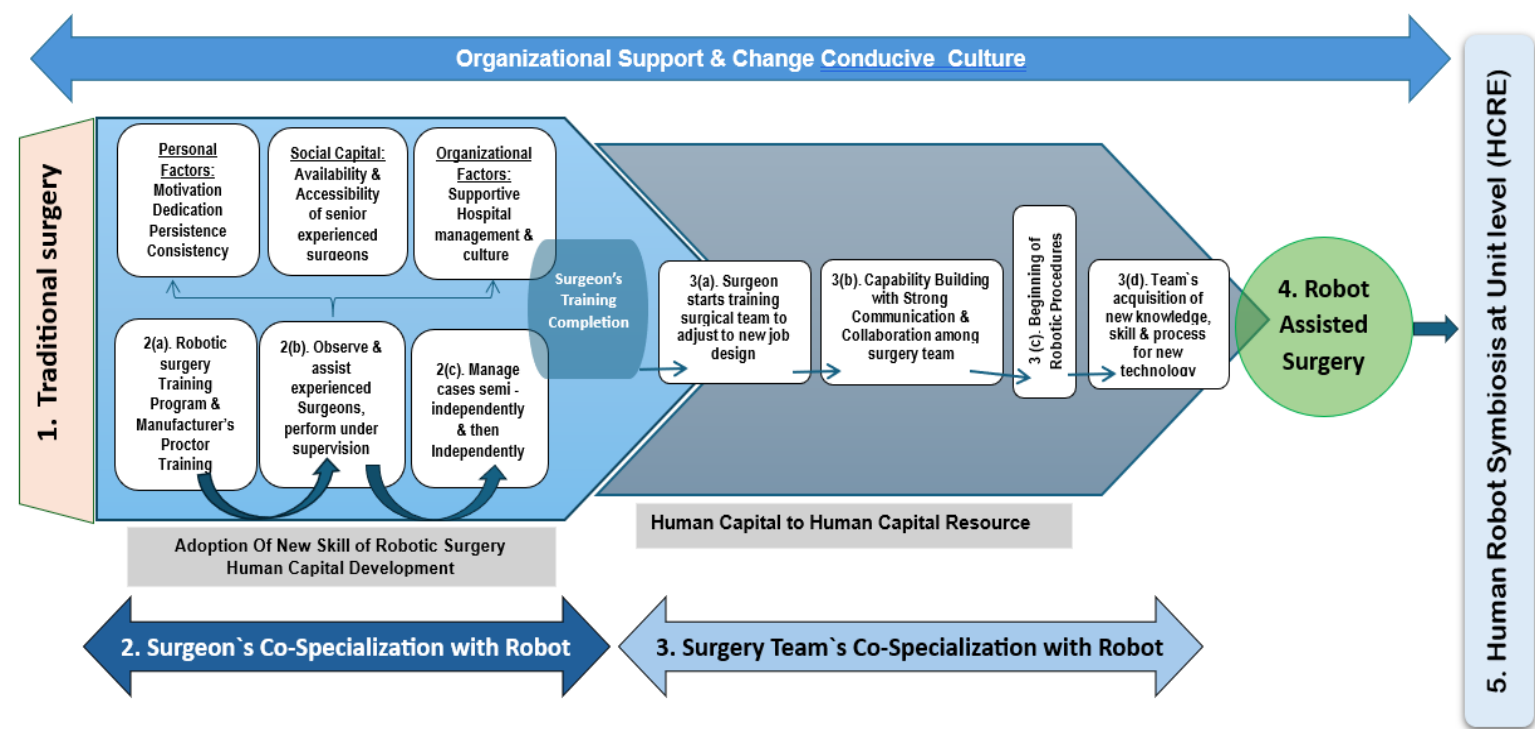 Organizational Support & Change Conducive Culture
1. Traditional surgery
Personal
Factors:
Motivation
Dedication
Persistence
Consistency
Social Capital:
Availability &
Accessibility
of senior
experienced
surgeons
Organizational
Factors:
Supportive
Hospital
management &
culture
2(a). Robotic
surgery
Training
Program &
Manufacturer's
Proctor
Training
2(b). Observe &
assist
experienced
Surgeons,
perform under
supervision
2(c). Manage
cases semi -
independently
& then
Independently
Surgeon's
Training
Completion
3(a). Surgeon
starts training
surgical team to
adjust to new job
design
3(b). Capability Building
with Strong
Communication &
Collaboration among
surgery team
3 (c). Beginning of
Robotic Procedures
3(d). Team`s
acquisition of
new knowledge,
skill & process
for new
technology
4. Robot
Assisted
Surgery
5. Human Robot Symbiosis at Unit level (HCRE)
Adoption Of New Skill of Robotic Surgery
Human Capital Development
Human Capital to Human Capital Resource
2. Surgeon`s Co-Specialization with Robot
3. Surgery Team`s Co-Specialization with Robot